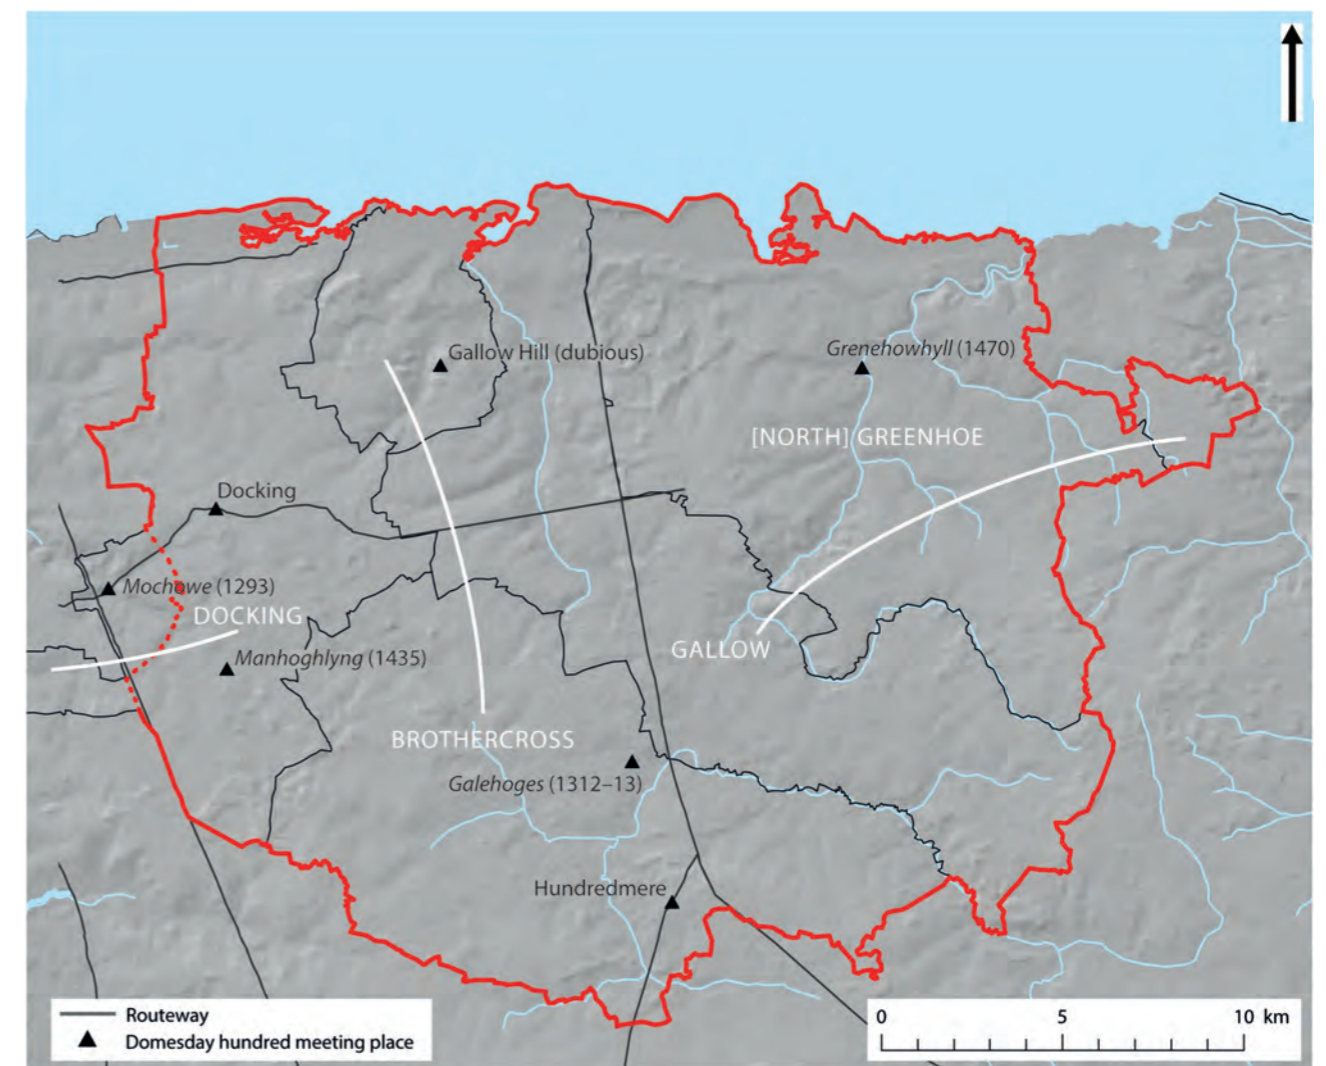 Gallow Hill (dubious)
Grenehowhyll (1470)
[NORTH] GREENHOE
Docking
Mochowe (1293)
DOCKING
Manhoghlyng (1435)
GALLOW
BROTHERCROSS
Galehoges (1312–13)
Hundredmere
Routeway
Domesday hundred meeting place
0 5 10 km